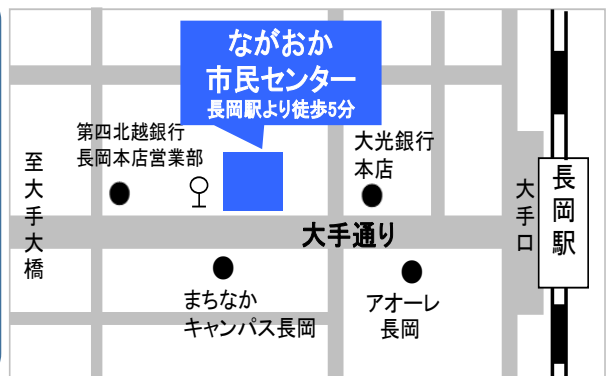 ながおか
市民センター
長岡駅より徒歩5分
第四北越銀行
長岡本店営業部
大光銀行
本店
至大手大橋
大手通り
大手口
長岡駅
まちなか
キャンパス長岡
アオーレ
長岡